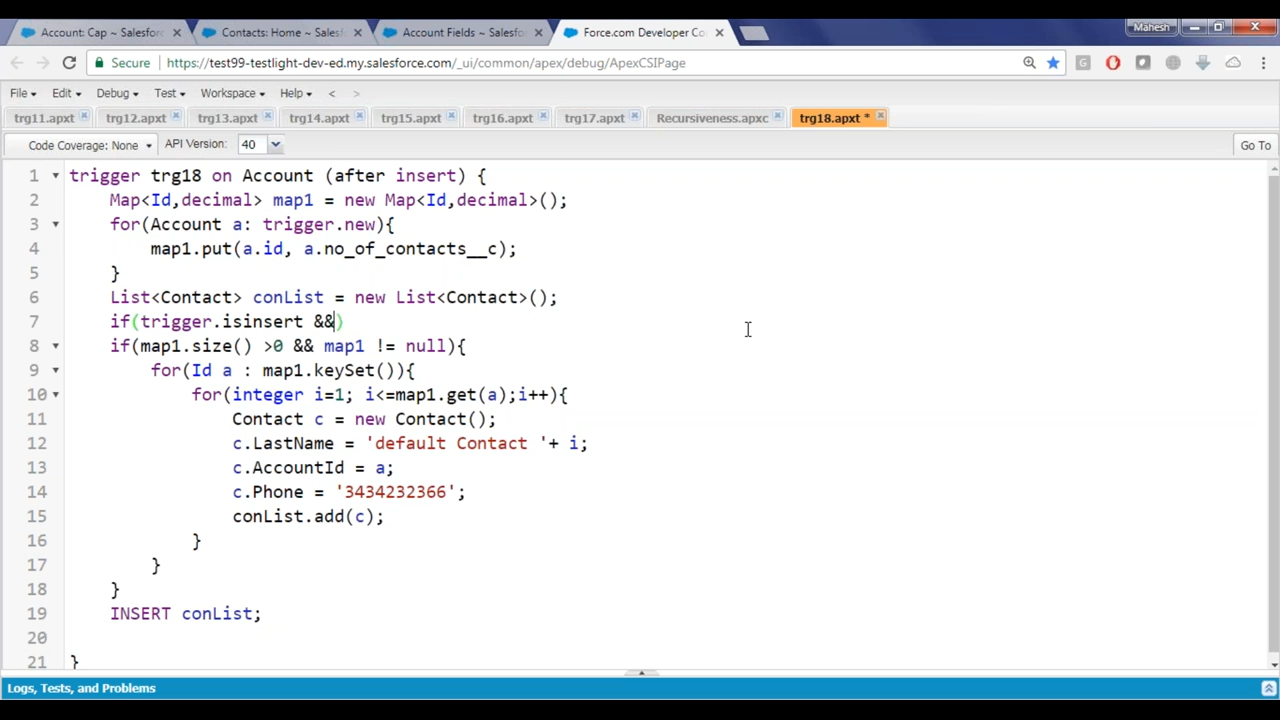 Account: Cap ~ Salesforc
Contacts: Home ~ Salesf
Account Fields ~ Salesfo
Force.com Developer Co
Mahesh
Secure https://test99-testlight-dev-ed.my.salesforce.com/_ui/common/apex/debug/ApexCSIPage
File Edit Debug Test Workspace Help < >
trg11.apxt trg12.apxt trg13.apxt trg14.apxt trg15.apxt trg16.apxt trg17.apxt Recursiveness.apxc trg18.apxt *
Code Coverage: None API Version: 40 Go To
1 trigger trg18 on Account (after insert) {
2 Map<Id,decimal> map1 = new Map<Id,decimal>();
3 for(Account a: trigger.new){
4 map1.put(a.id, a.no_of_contacts__c);
5 }
6 List<Contact> conList = new List<Contact>();
7 if(trigger.isinsert &&)
8 if(map1.size() >0 && map1 != null){
9 for(Id a : map1.keySet()){
10 for(integer i=1; i<=map1.get(a);i++){
11 Contact c = new Contact();
12 c.LastName = 'default Contact '+ i;
13 c.AccountId = a;
14 c.Phone = '3434232366';
15 conList.add(c);
16 }
17 }
18 }
19 INSERT conList;
20
21 }
Logs, Tests, and Problems